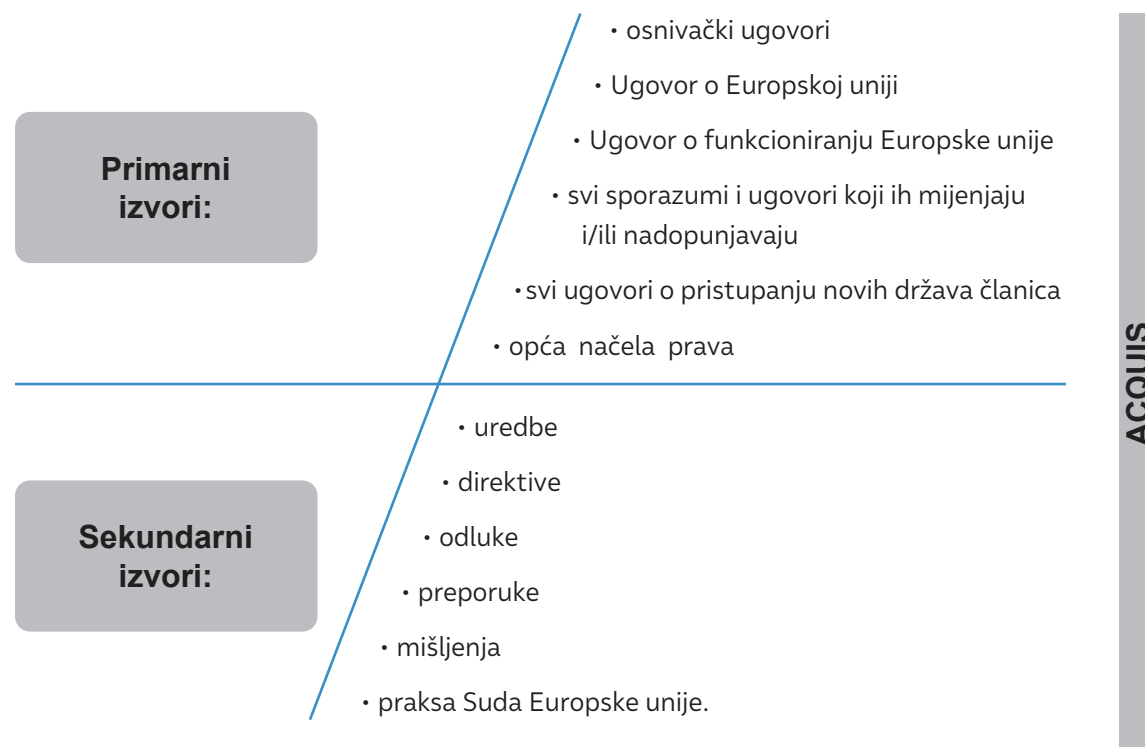 • osnivački ugovori
• Ugovor o Europskoj uniji
• Ugovor o funkcioniranju Europske unije
Primarni
izvori:
• svi sporazumi i ugovori koji ih mijenjaju
i/ili nadopunjavaju
• svi ugovori o pristupanju novih država članica
• opća načela prava
• uredbe
• direktive
• odluke
Sekundarni
izvori:
• preporuke
• mišljenja
• praksa Suda Europske unije.
ACQUIS